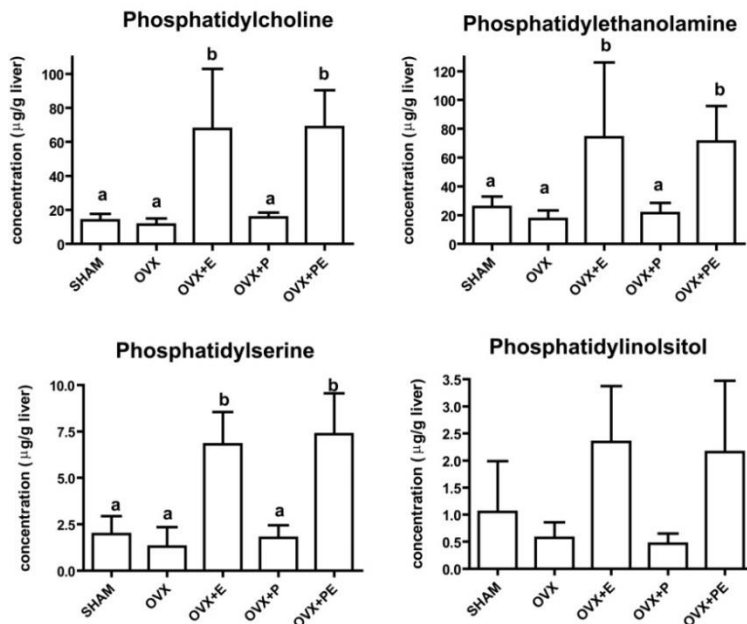 Phosphatidylcholine
concentration (μg/g liver)
100
80
60
40
20
0
a
a
b
a
b
SHAM
OVX
OVX+E
OVX+P
OVX+PE
Phosphatidylethanolamine
concentration (μg/g liver)
120
100
80
60
40
20
0
a
a
b
a
b
SHAM
OVX
OVX+E
OVX+P
OVX+PE
Phosphatidylserine
concentration (μg/g liver)
10.0
7.5
5.0
2.5
0.0
a
a
b
a
b
SHAM
OVX
OVX+E
OVX+P
OVX+PE
Phosphatidylinolsitol
concentration (μg/g liver)
3.5
3.0
2.5
2.0
1.5
1.0
0.5
0.0
SHAM
OVX
OVX+E
OVX+P
OVX+PE